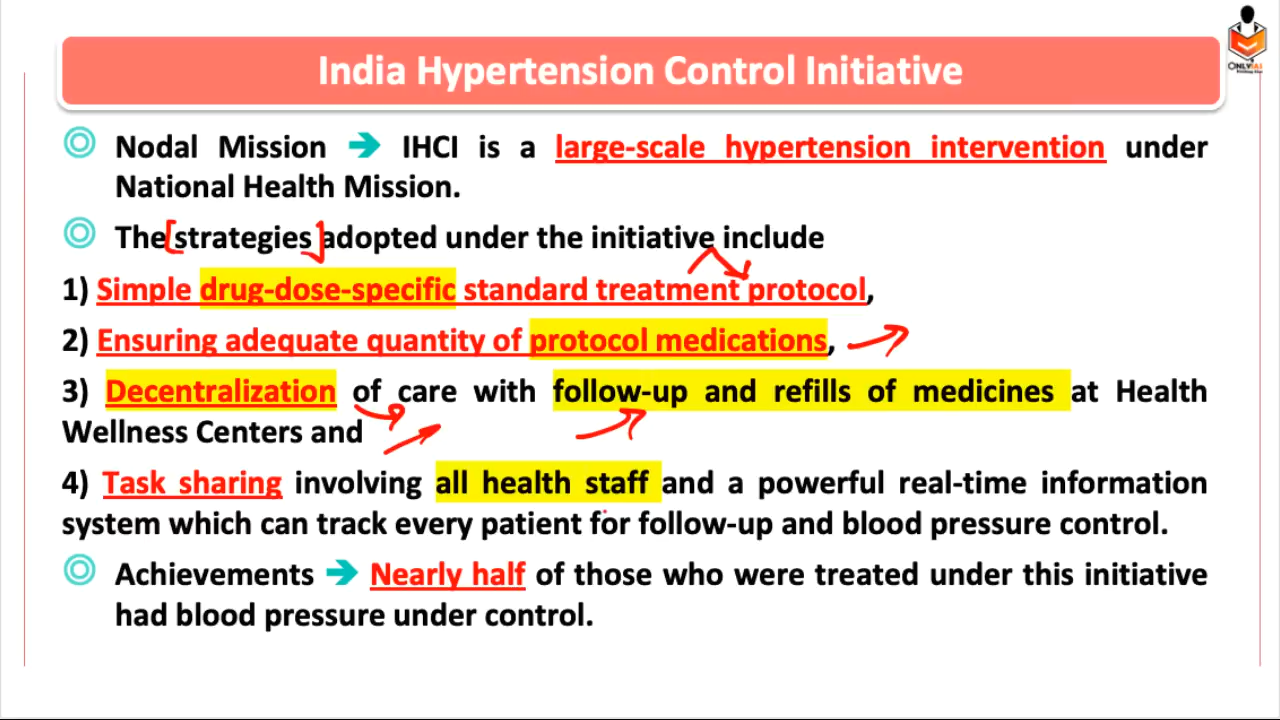 India Hypertension Control Initiative
ONLYIAS
Nodal Mission ➔ IHCI is a large-scale hypertension intervention under
National Health Mission.
The strategies adopted under the initiative include
1) Simple drug-dose-specific standard treatment protocol,
2) Ensuring adequate quantity of protocol medications,
3) Decentralization of care with follow-up and refills of medicines at Health
Wellness Centers and
4) Task sharing involving all health staff and a powerful real-time information
system which can track every patient for follow-up and blood pressure control.
Achievements ➔ Nearly half of those who were treated under this initiative
had blood pressure under control.